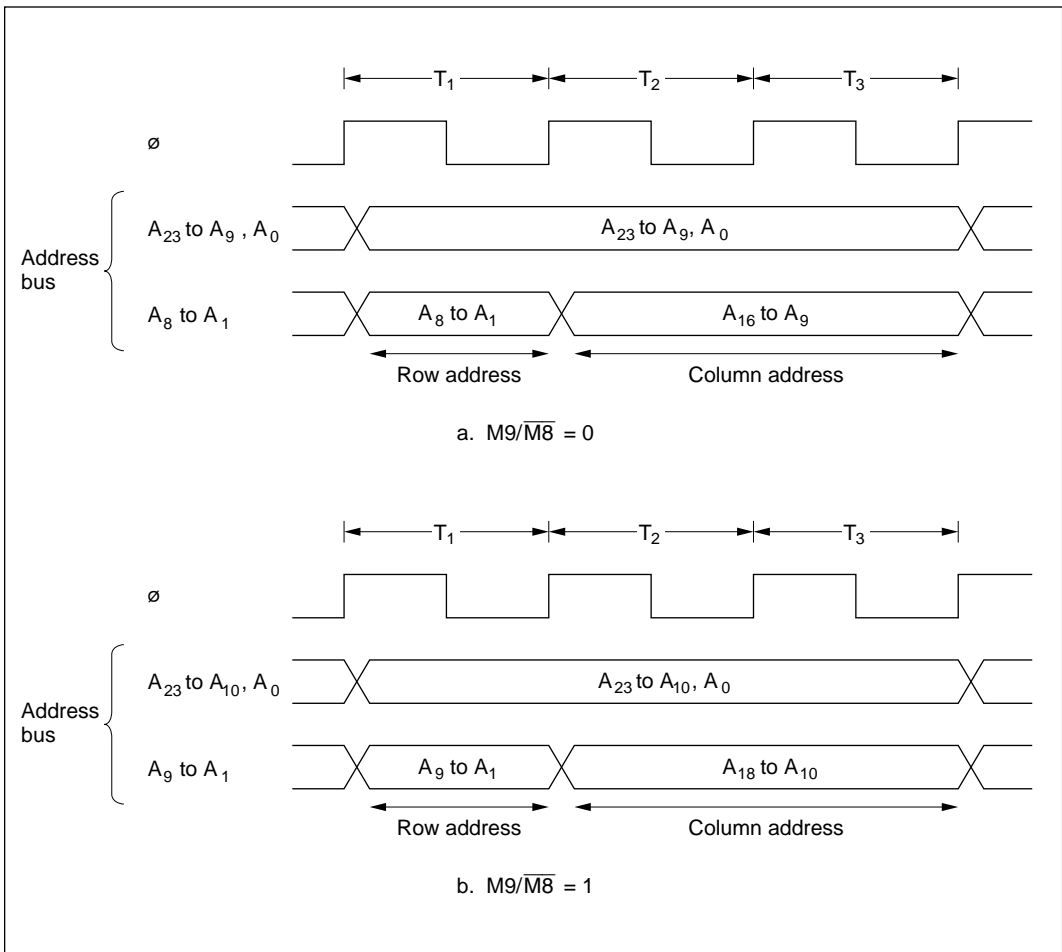 T1 T2 T3
ø
Address bus
A23 to A9 , A0
A23 to A9, A0
A8 to A1
A8 to A1
A16 to A9
Row address
Column address
a. M9/M̅8̅ = 0
T1 T2 T3
ø
Address bus
A23 to A10, A0
A23 to A10, A0
A9 to A1
A9 to A1
A18 to A10
Row address
Column address
b. M9/M̅8̅ = 1